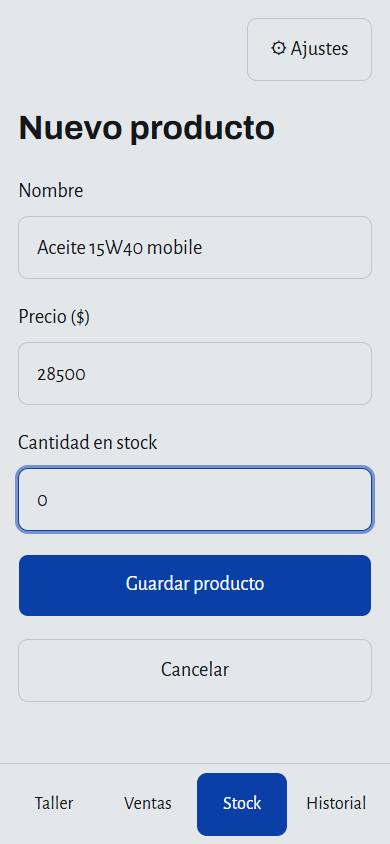 ⚙ Ajustes
Nuevo producto
Nombre
Aceite 15W40 mobile
Precio ($)
28500
Cantidad en stock
0
Guardar producto
Cancelar
Taller Ventas Stock Historial